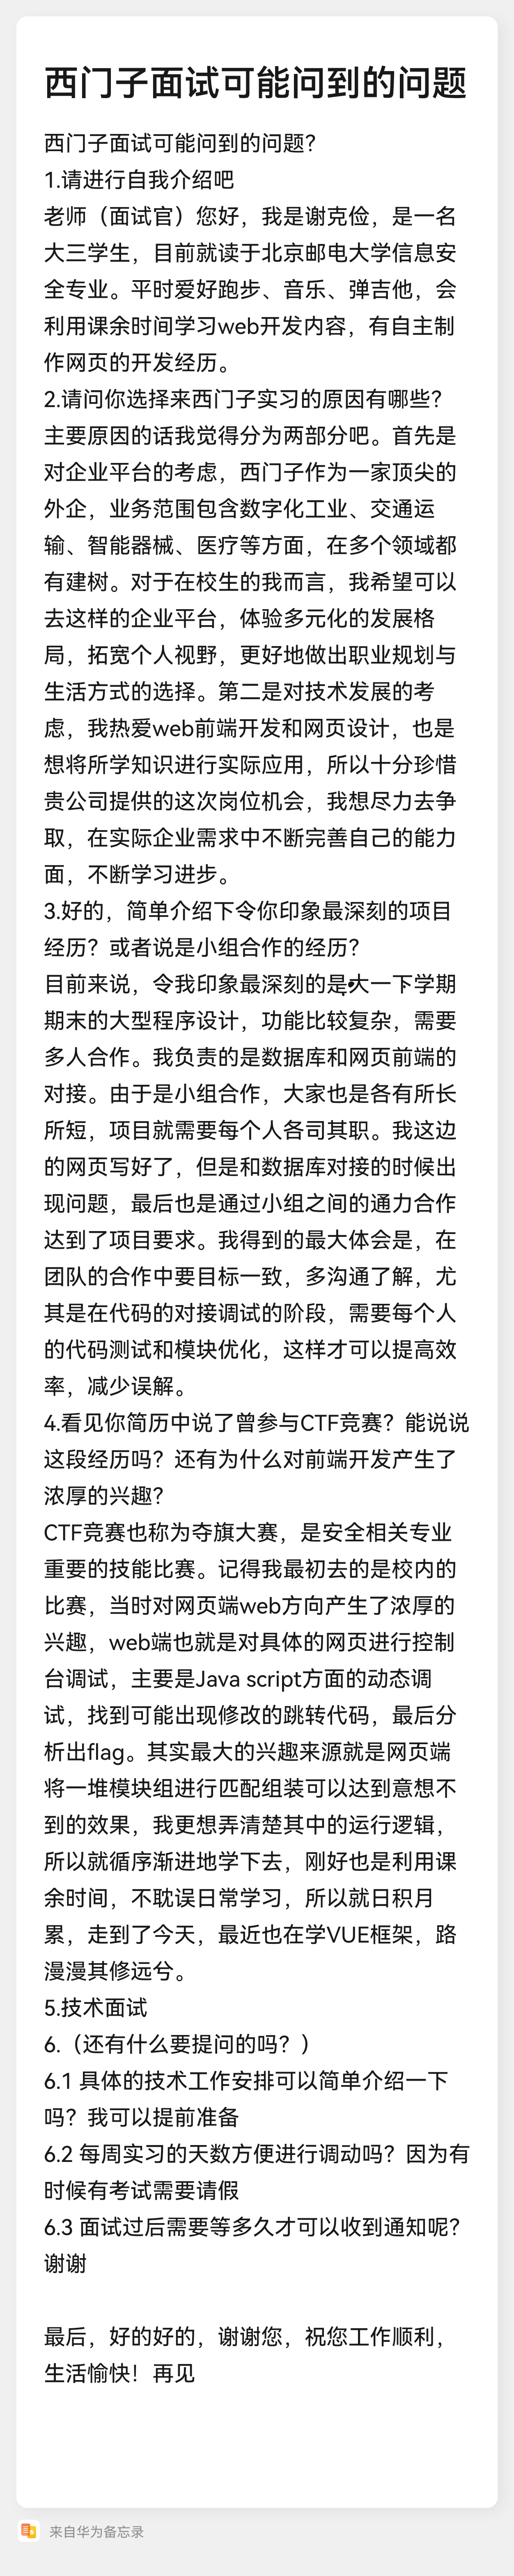 西门子面试可能问到的问题
西门子面试可能问到的问题？
1.请进行自我介绍吧
老师（面试官）您好，我是谢克俭，是一名
大三学生，目前就读于北京邮电大学信息安
全专业。平时爱好跑步、音乐、弹吉他，会
利用课余时间学习web开发内容，有自主制
作网页的开发经历。
2.请问你选择来西门子实习的原因有哪些？
主要原因的话我觉得分为两部分吧。首先是
对企业平台的考虑，西门子作为一家顶尖的
外企，业务范围包含数字化工业、交通运
输、智能器械、医疗等方面，在多个领域都
有建树。对于在校生的我而言，我希望可以
去这样的企业平台，体验多元化的发展格
局，拓宽个人视野，更好地做出职业规划与
生活方式的选择。第二是对技术发展的考
虑，我热爱web前端开发和网页设计，也是
想将所学知识进行实际应用，所以十分珍惜
贵公司提供的这次岗位机会，我想尽力去争
取，在实际企业需求中不断完善自己的能力
面，不断学习进步。
3.好的，简单介绍下令你印象最深刻的项目
经历？或者说是小组合作的经历？
目前来说，令我印象最深刻的是大一下学期
期末的大型程序设计，功能比较复杂，需要
多人合作。我负责的是数据库和网页前端的
对接。由于是小组合作，大家也是各有所长
所短，项目就需要每个人各司其职。我这边
的网页写好了，但是和数据库对接的时候出
现问题，最后也是通过小组之间的通力合作
达到了项目要求。我得到的最大体会是，在
团队的合作中要目标一致，多沟通了解，尤
其是在代码的对接调试的阶段，需要每个人
的代码测试和模块优化，这样才可以提高效
率，减少误解。
4.看见你简历中说了曾参与CTF竞赛？能说说
这段经历吗？还有为什么对前端开发产生了
浓厚的兴趣？
CTF竞赛也称为夺旗大赛，是安全相关专业
重要的技能比赛。记得我最初去的是校内的
比赛，当时对网页端web方向产生了浓厚的
兴趣，web端也就是对具体的网页进行控制
台调试，主要是Java script方面的动态调
试，找到可能出现修改的跳转代码，最后分
析出flag。其实最大的兴趣来源就是网页端
将一堆模块组进行匹配组装可以达到意想不
到的效果，我更想弄清楚其中的运行逻辑，
所以就循序渐进地学下去，刚好也是利用课
余时间，不耽误日常学习，所以就日积月
累，走到了今天，最近也在学VUE框架，路
漫漫其修远兮。
5.技术面试
6.（还有什么要提问的吗？）
6.1 具体的技术工作安排可以简单介绍一下
吗？我可以提前准备
6.2 每周实习的天数方便进行调动吗？因为有
时候有考试需要请假
6.3 面试过后需要等多久才可以收到通知呢？
谢谢
最后，好的好的，谢谢您，祝您工作顺利，
生活愉快！再见
来自华为备忘录